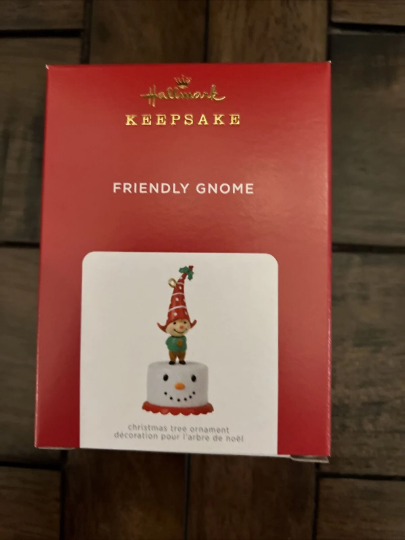 Hallmark
KEEPSAKE
FRIENDLY GNOME
christmas tree ornament
décoration pour l'arbre de noël